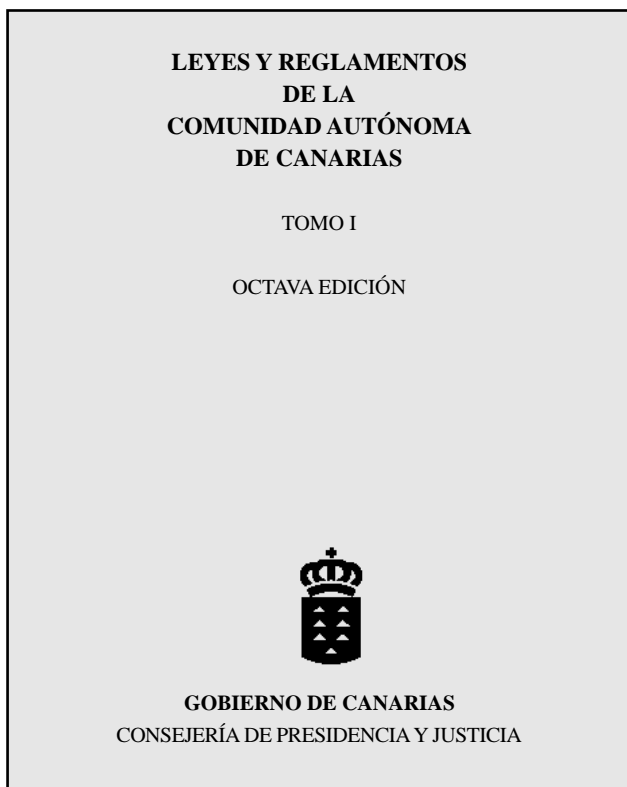 LEYES Y REGLAMENTOS
DE LA
COMUNIDAD AUTÓNOMA
DE CANARIAS
TOMO I
OCTAVA EDICIÓN
GOBIERNO DE CANARIAS
CONSEJERÍA DE PRESIDENCIA Y JUSTICIA